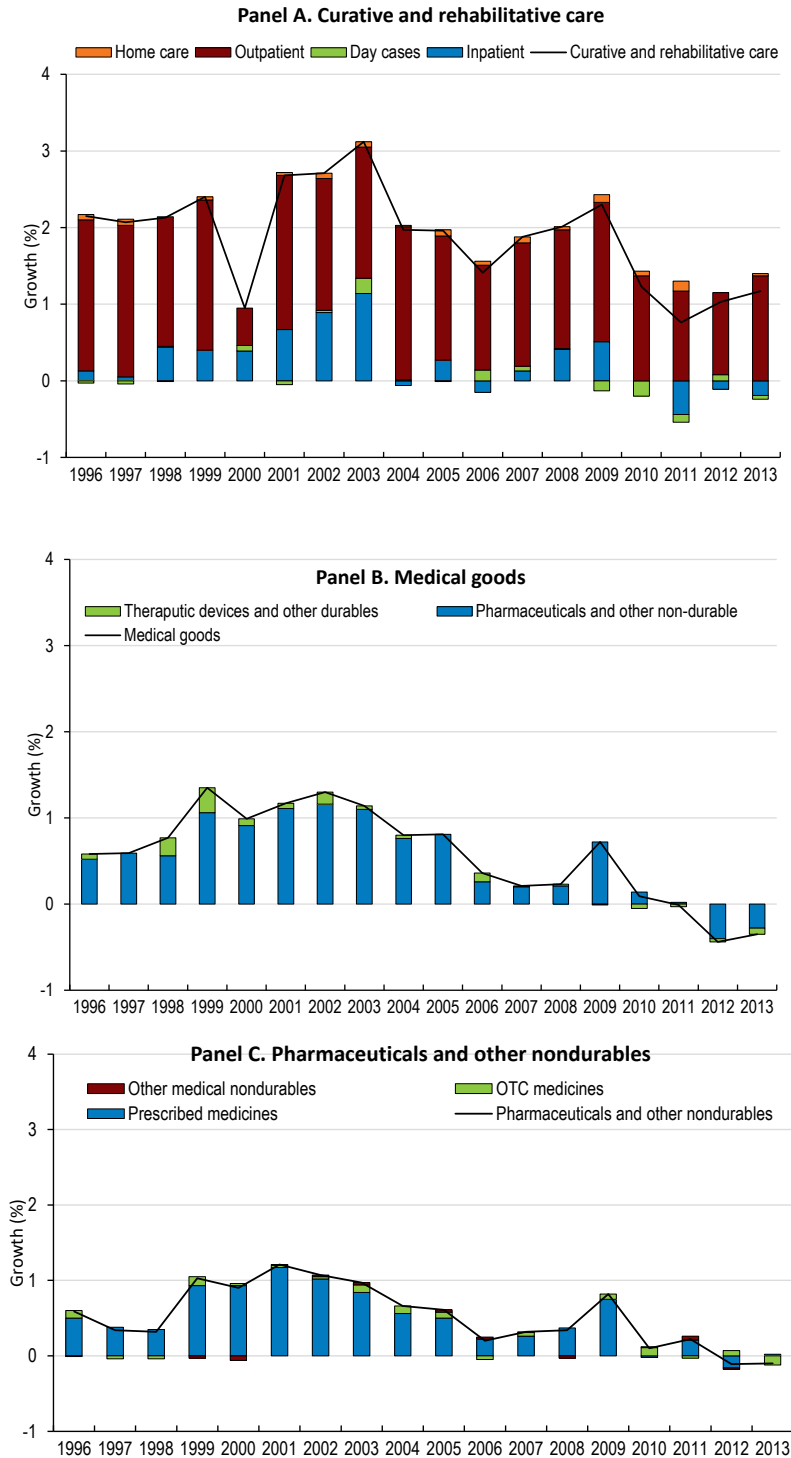 Panel A. Curative and rehabilitative care
Home care Outpatient Day cases Inpatient Curative and rehabilitative care
4
3
2
1
0
-1
Growth (%)
1996 1997 1998 1999 2000 2001 2002 2003 2004 2005 2006 2007 2008 2009 2010 2011 2012 2013
Panel B. Medical goods
Theraputic devices and other durables Pharmaceuticals and other non-durable
Medical goods
4
3
2
1
0
-1
Growth (%)
1996 1997 1998 1999 2000 2001 2002 2003 2004 2005 2006 2007 2008 2009 2010 2011 2012 2013
Panel C. Pharmaceuticals and other nondurables
Other medical nondurables OTC medicines
Prescribed medicines Pharmaceuticals and other nondurables
4
3
2
1
0
-1
Growth (%)
1996 1997 1998 1999 2000 2001 2002 2003 2004 2005 2006 2007 2008 2009 2010 2011 2012 2013